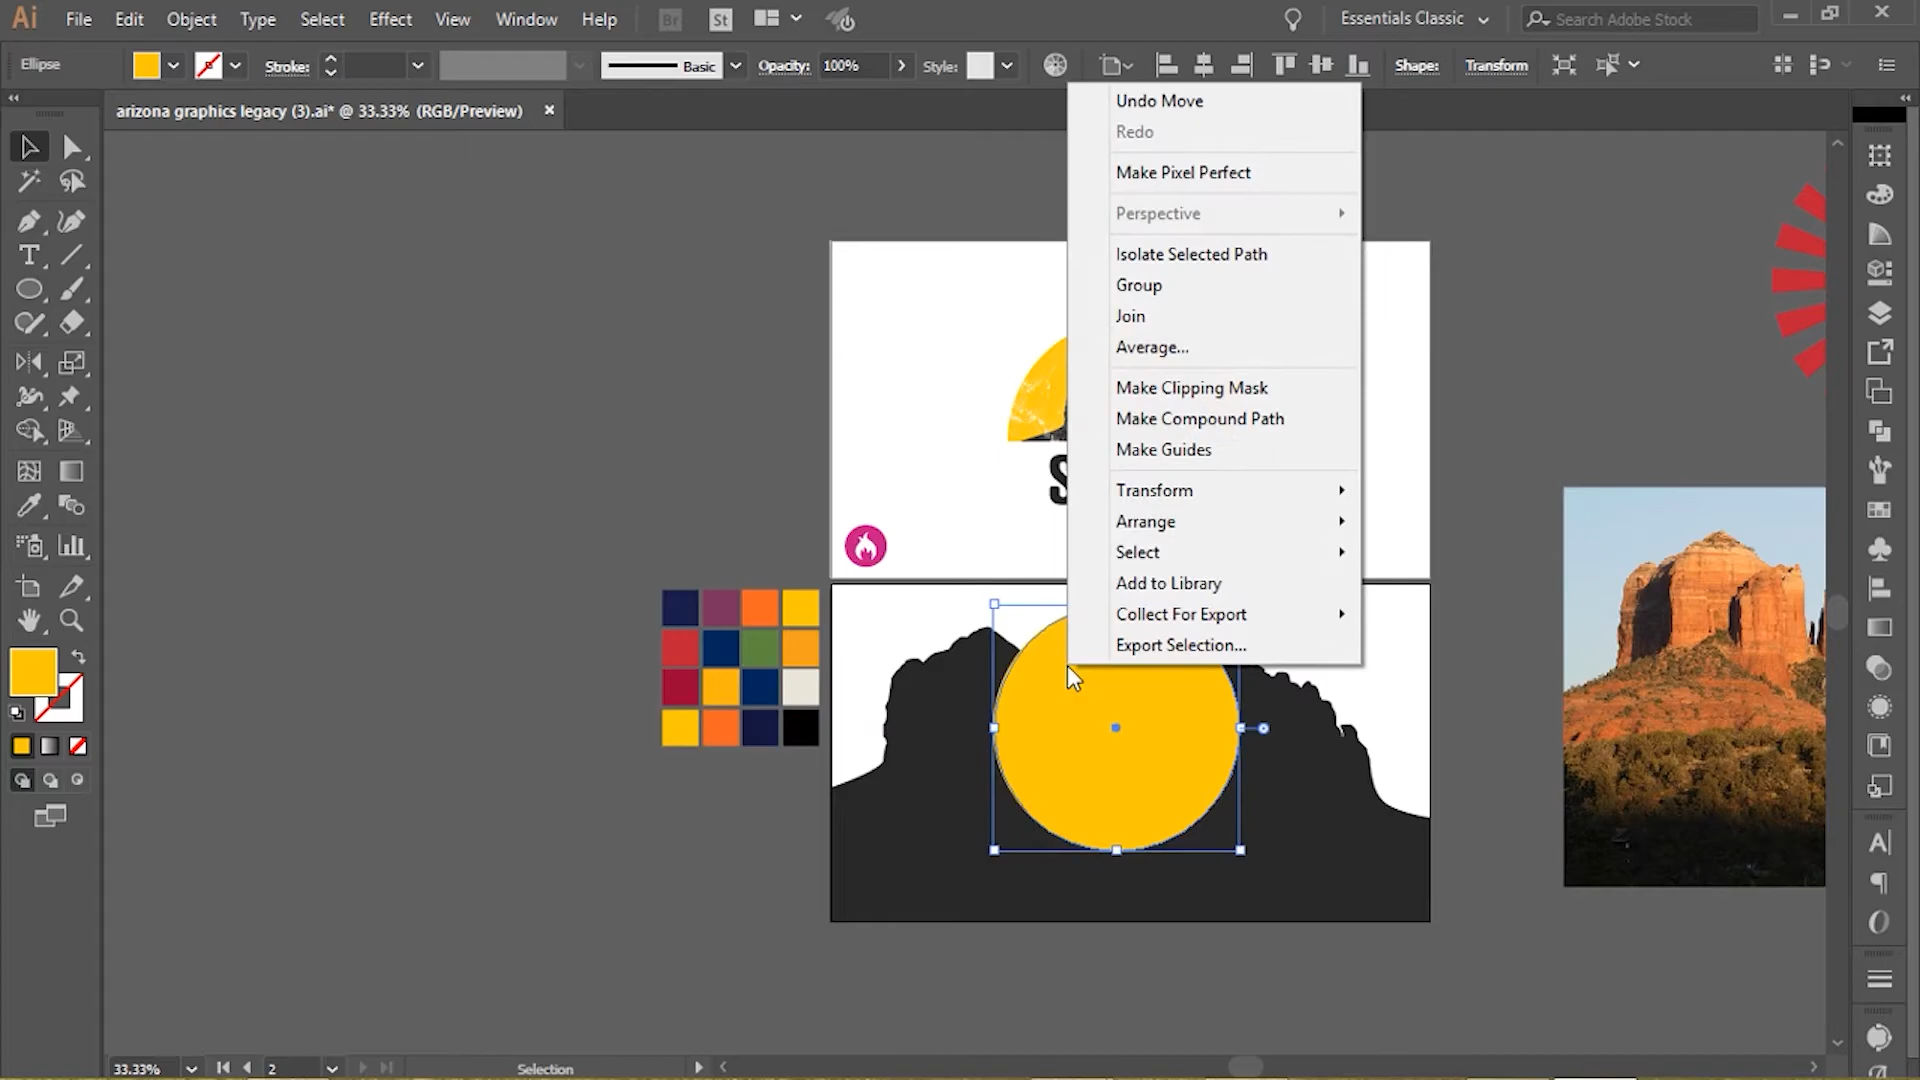 Ai File Edit Object Type Select Effect View Window Help Br St Essentials Classic Search Adobe Stock
Ellipse Stroke: Basic Opacity: 100% Style: Shape: Transform
arizona graphics legacy (3).ai* @ 33.33% (RGB/Preview) ×
Undo Move
Redo
Make Pixel Perfect
Perspective
Isolate Selected Path
Group
Join
Average...
Make Clipping Mask
Make Compound Path
Make Guides
Transform
Arrange
Select
Add to Library
Collect For Export
Export Selection...
S
33.33% 2 Selection